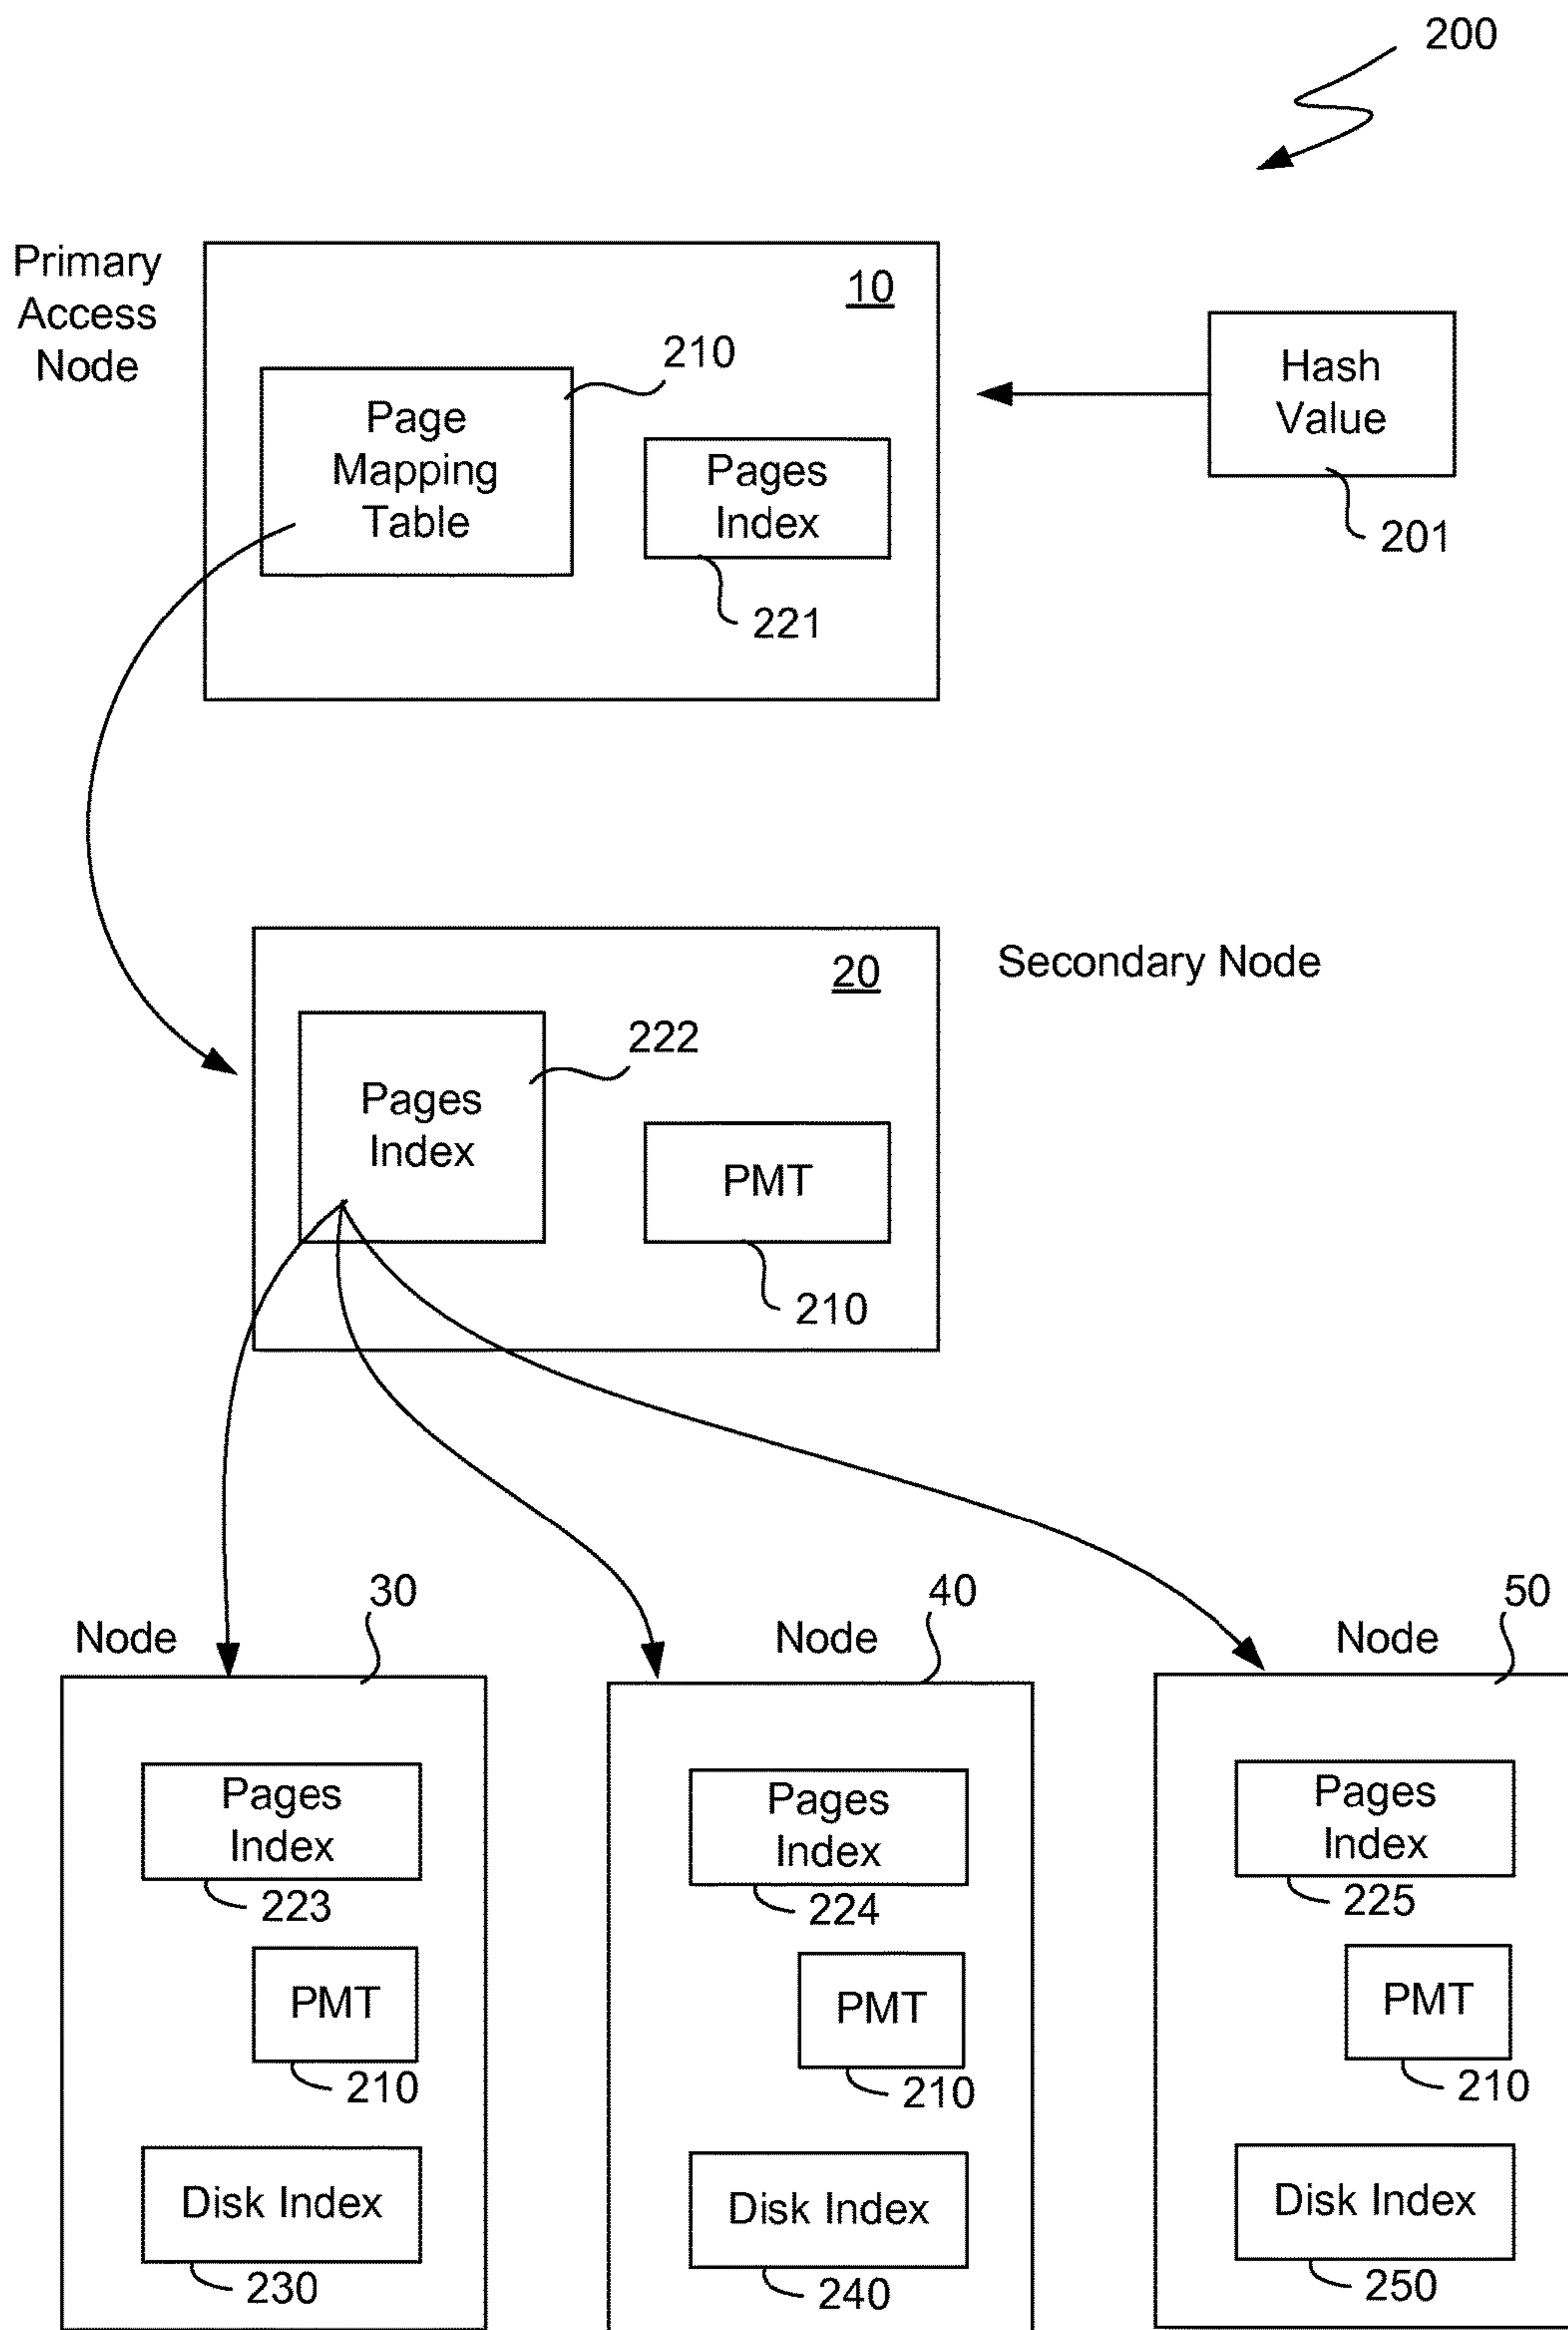 200
Primary
Access
Node
10
210
Page
Mapping
Table
Pages
Index
221
Hash
Value
201
20
Secondary Node
222
Pages
Index
PMT
210
Node
30
Pages
Index
223
PMT
210
Disk Index
230
Node
40
Pages
Index
224
PMT
210
Disk Index
240
Node
50
Pages
Index
225
PMT
210
Disk Index
250